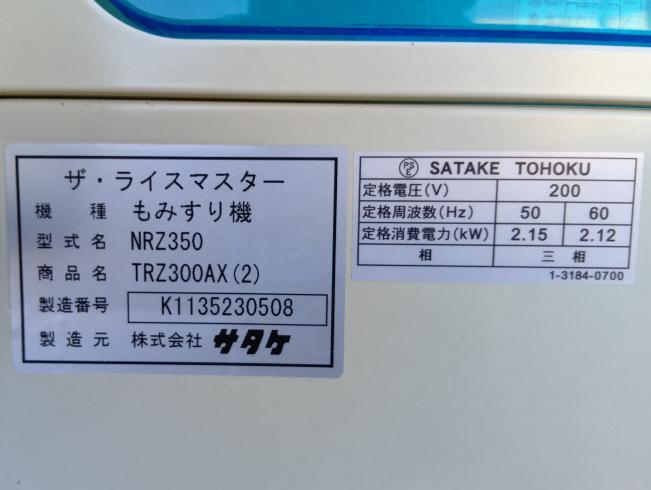 ザ・ライスマスター
機 種 もみすり機
型式名 NRZ350
商品名 TRZ300AX(2)
製造番号 K1135230508
製造元 株式会社 サタケ
PSE SATAKE TOHOKU
定格電圧(V) 200
定格周波数(Hz) 50 60
定格消費電力(kW) 2.15 2.12
相 三相
1-3184-0700